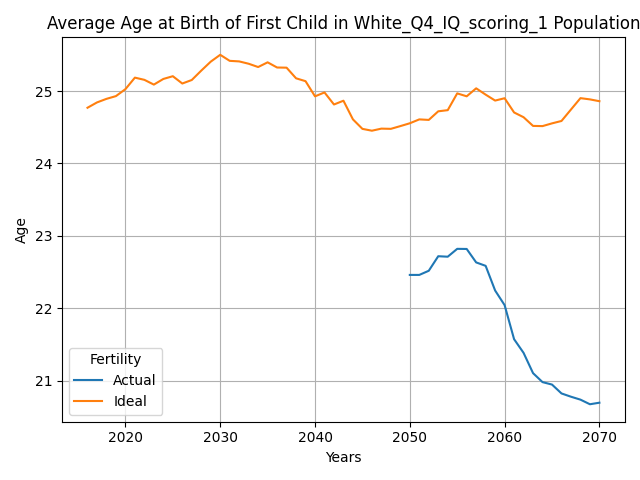 Average Age at Birth of First Child in White_Q4_IQ_scoring_1 Population
25
24
23
22
21
Age
Fertility
Actual
Ideal
2020 2030 2040 2050 2060 2070
Years